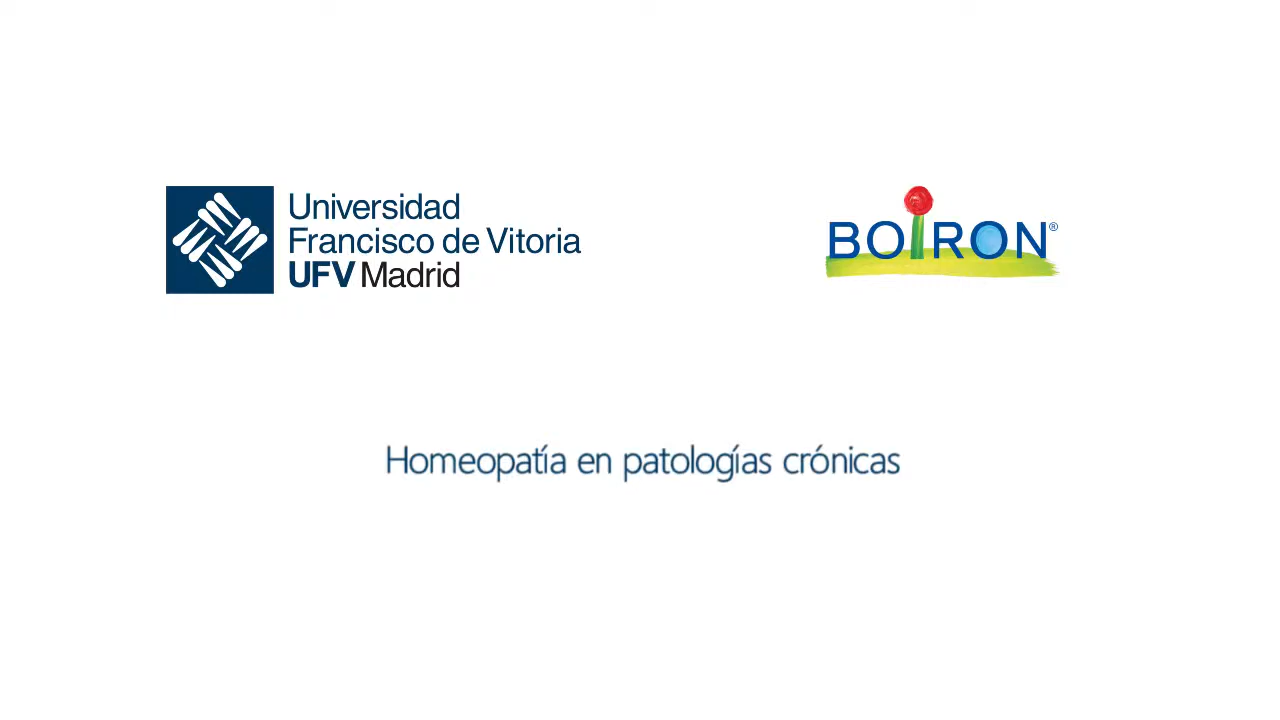 Universidad
Francisco de Vitoria
UFV Madrid
BOIRON®
Homeopatía en patologías crónicas